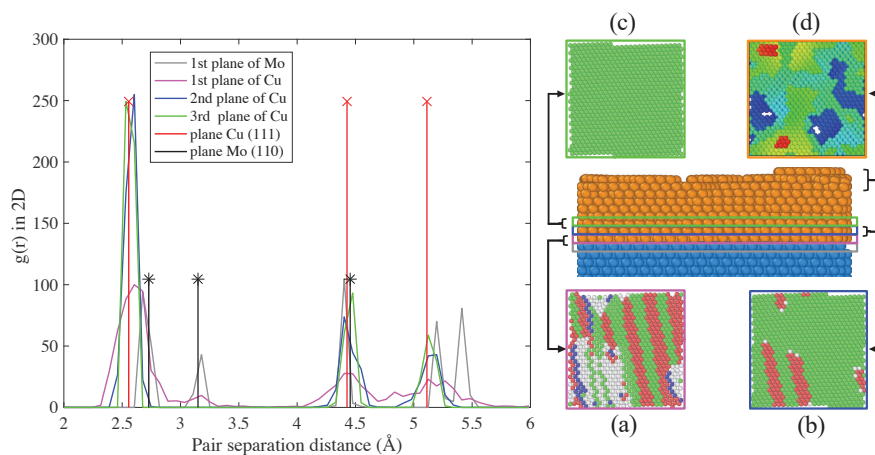 (c)
(d)
300
250
200
150
100
50
0
g(r) in 2D
1st plane of Mo
1st plane of Cu
2nd plane of Cu
3rd plane of Cu
plane Cu (111)
plane Mo (110)
2 2.5 3 3.5 4 4.5 5 5.5 6
Pair separation distance (Å)
(a)
(b)